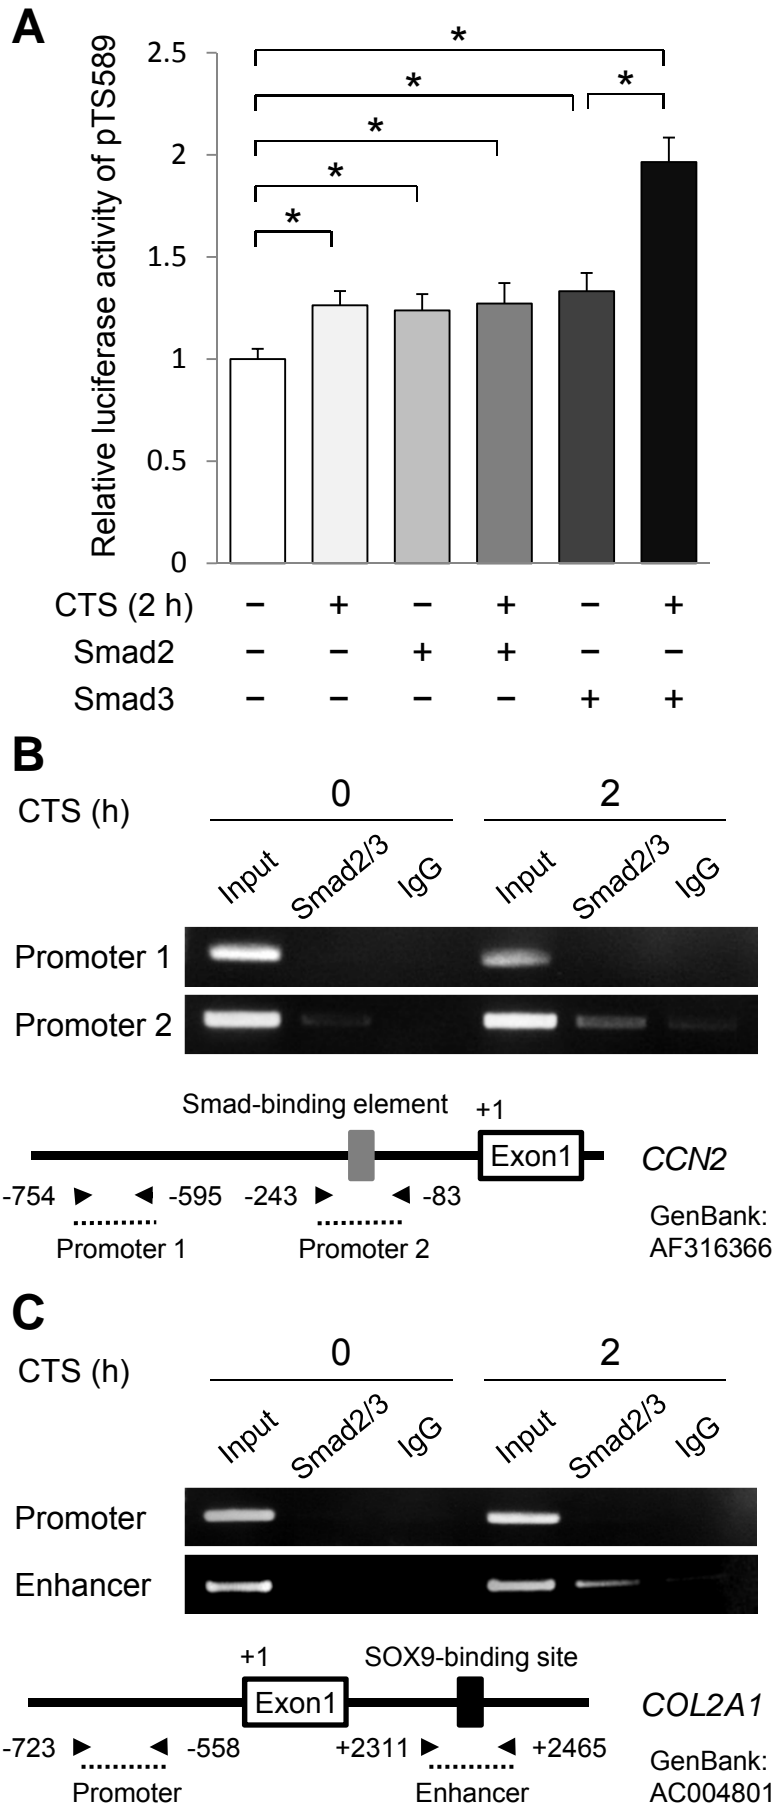 A
Relative luciferase activity of pTS589
2.5
2
1.5
1
0.5
0
* * * * * *
CTS (2 h) − + − + − +
Smad2 − − + + − −
Smad3 − − − − + +
B
CTS (h) 0 2
Input Smad2/3 IgG Input Smad2/3 IgG
Promoter 1
Promoter 2
Smad-binding element +1
Exon1 CCN2
-754 -595 -243 -83
Promoter 1 Promoter 2
GenBank:
AF316366
C
CTS (h) 0 2
Input Smad2/3 IgG Input Smad2/3 IgG
Promoter
Enhancer
+1 SOX9-binding site
Exon1 COL2A1
-723 -558 +2311 +2465
Promoter Enhancer
GenBank:
AC004801